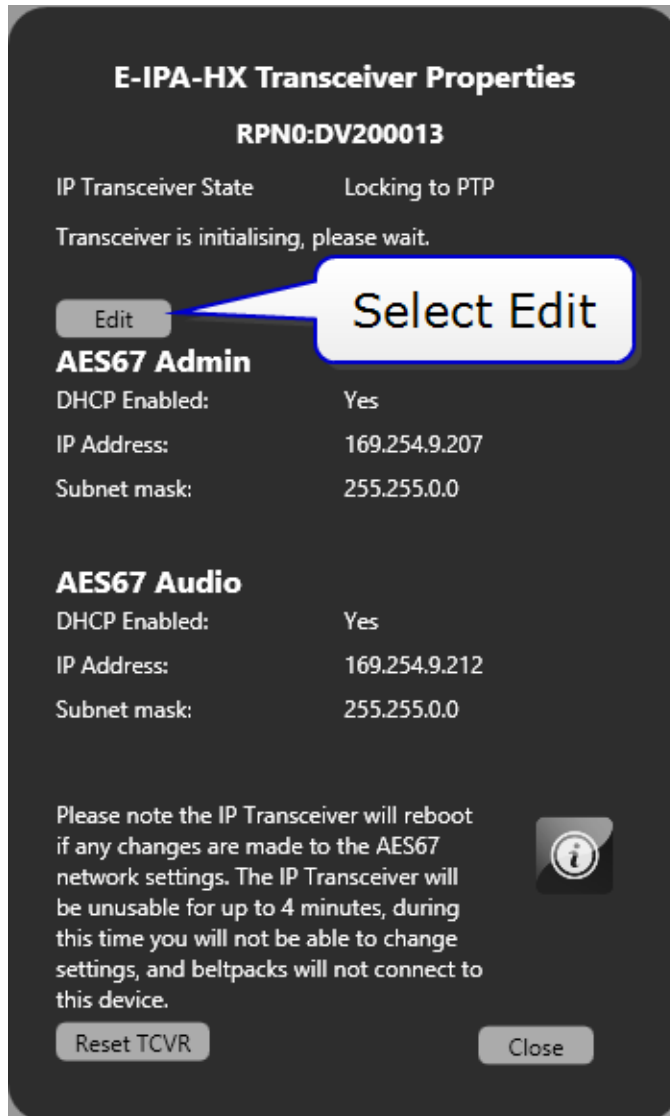 E-IPA-HX Transceiver Properties
RPN0:DV200013
IP Transceiver State Locking to PTP
Transceiver is initialising, please wait.
Edit
Select Edit
AES67 Admin
DHCP Enabled: Yes
IP Address: 169.254.9.207
Subnet mask: 255.255.0.0
AES67 Audio
DHCP Enabled: Yes
IP Address: 169.254.9.212
Subnet mask: 255.255.0.0
Please note the IP Transceiver will reboot
if any changes are made to the AES67
network settings. The IP Transceiver will
be unusable for up to 4 minutes, during
this time you will not be able to change
settings, and beltpacks will not connect to
this device.
Reset TCVR Close